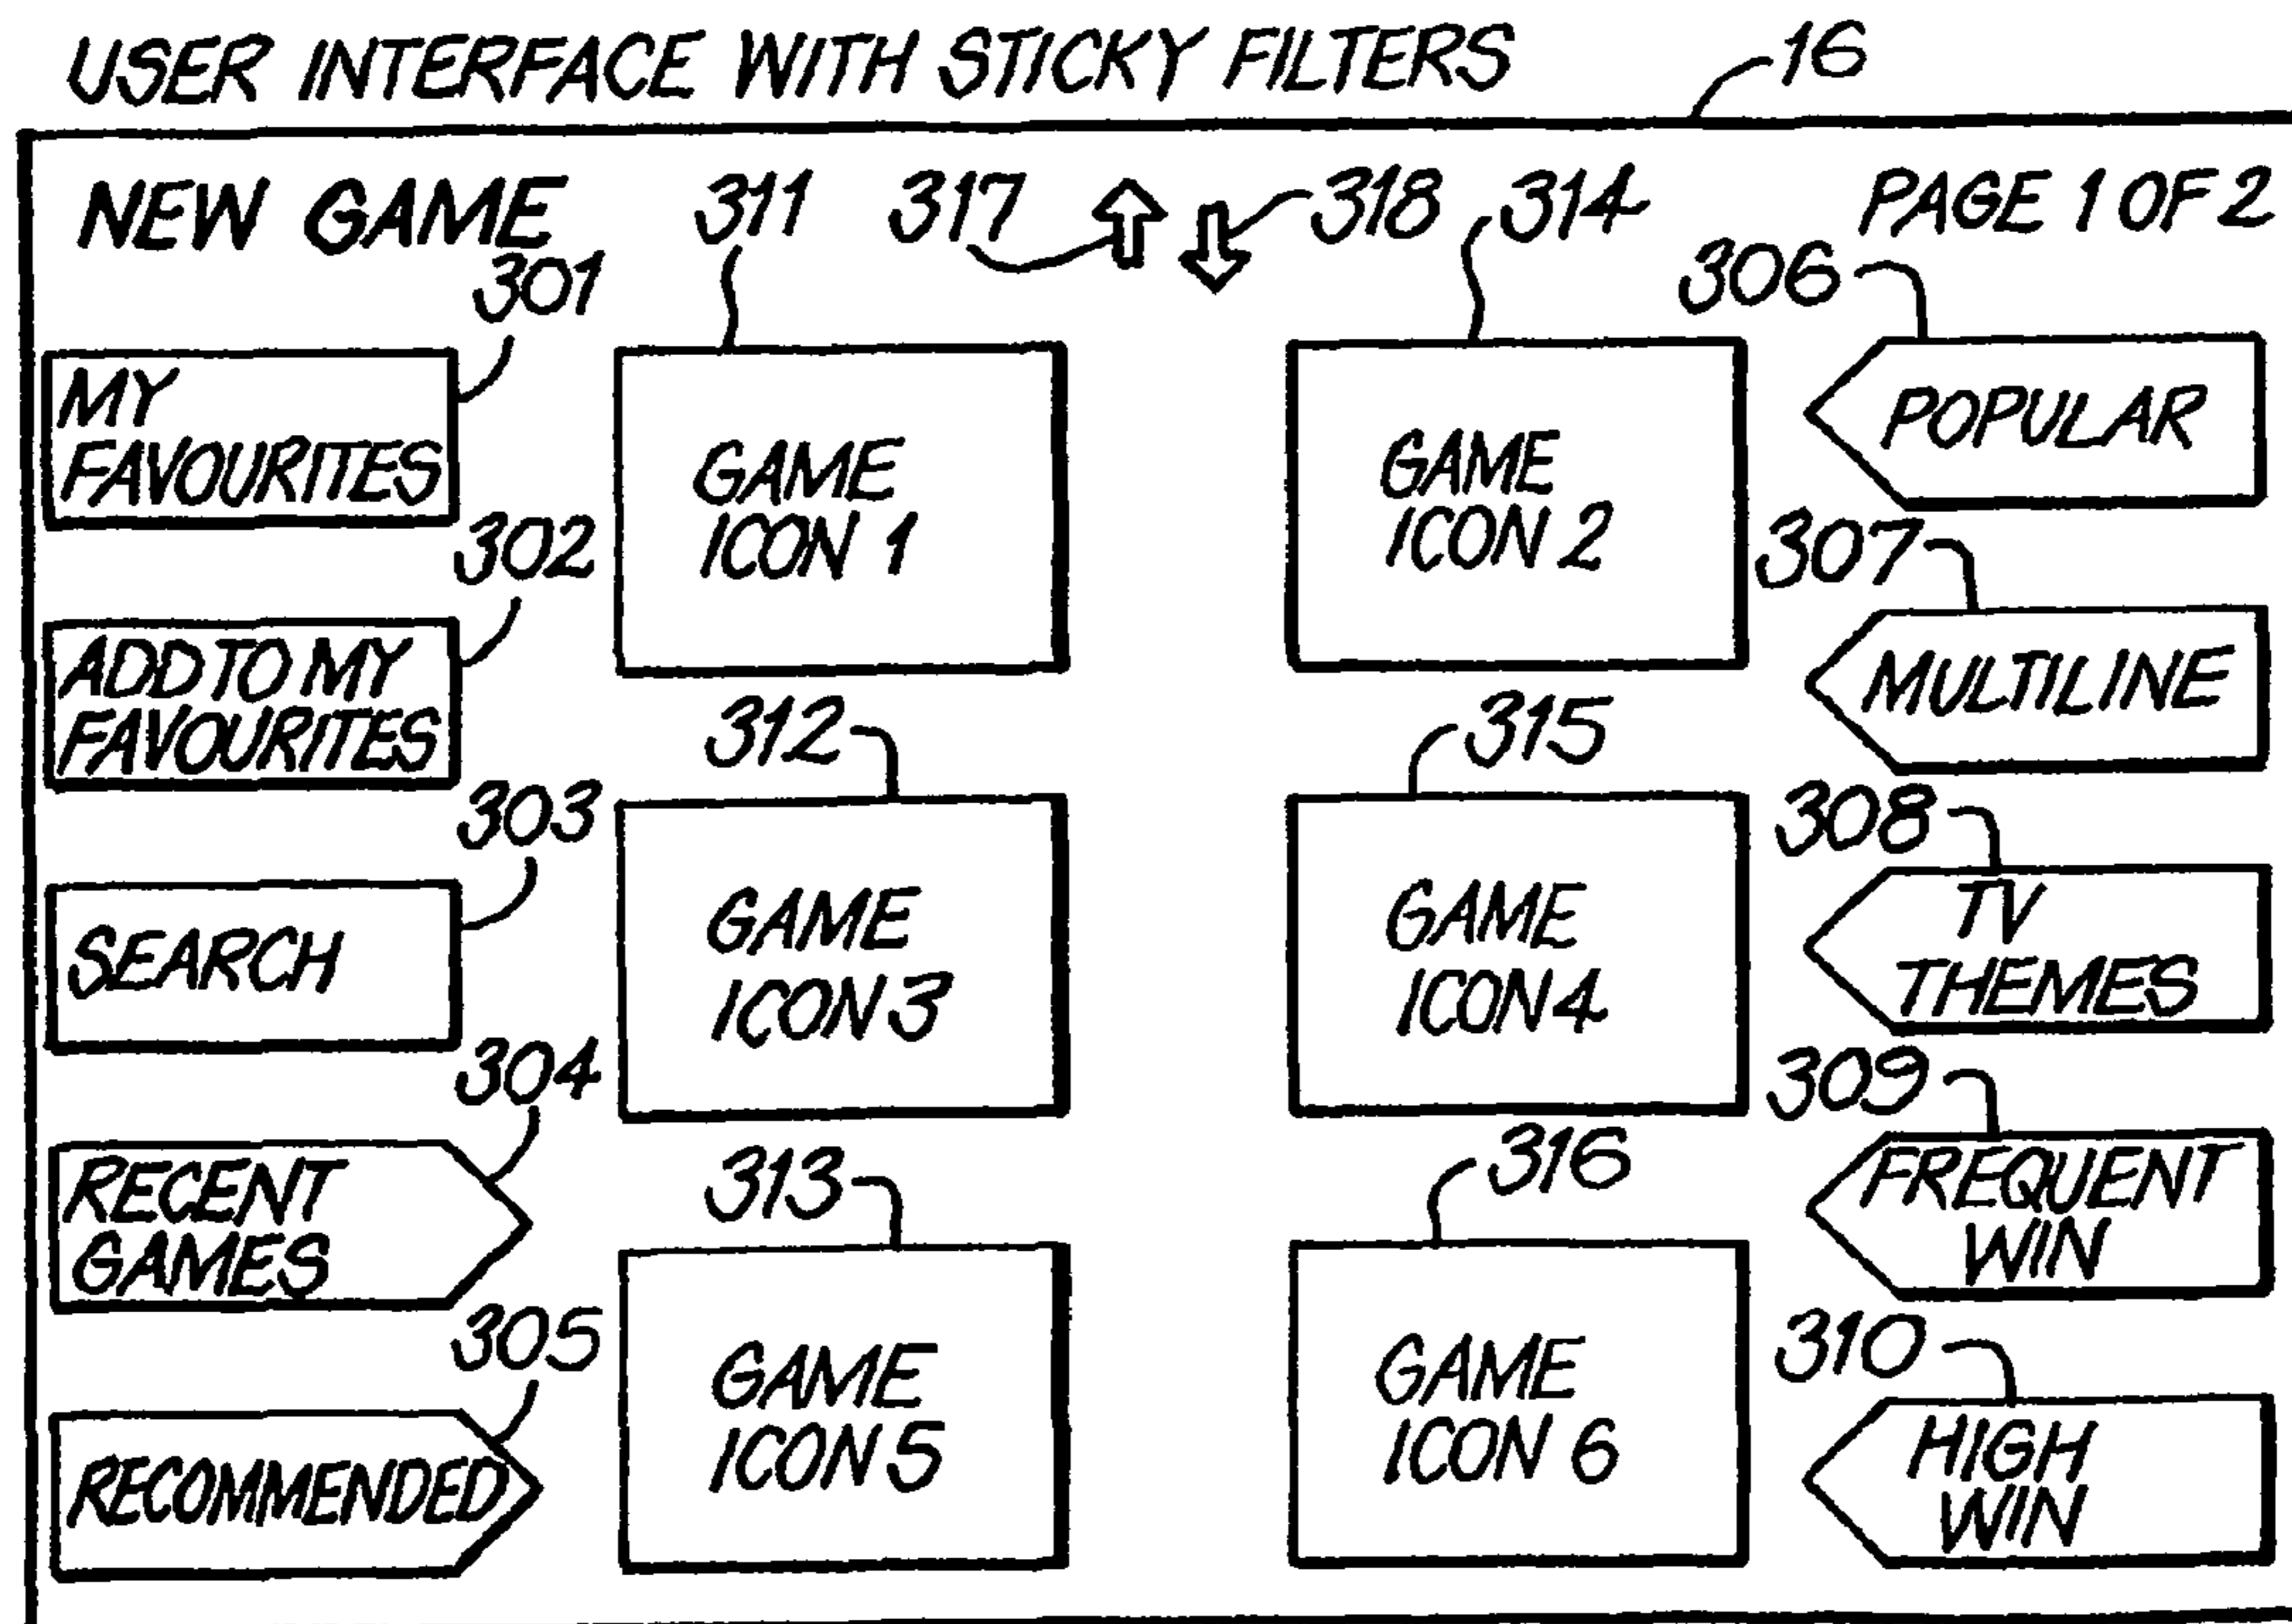 USER INTERFACE WITH STICKY FILTERS 16
NEW GAME 311 317 318 314 PAGE 1 OF 2
301
306
MY
FAVOURITES
GAME
ICON 1
GAME
ICON 2
POPULAR
302
307
ADD TO MY
FAVOURITES
MULTILINE
312
315
303
308
SEARCH
GAME
ICON 3
GAME
ICON 4
TV
THEMES
304
309
313
316
RECENT
GAMES
FREQUENT
WIN
305
310
RECOMMENDED
GAME
ICON 5
GAME
ICON 6
HIGH
WIN